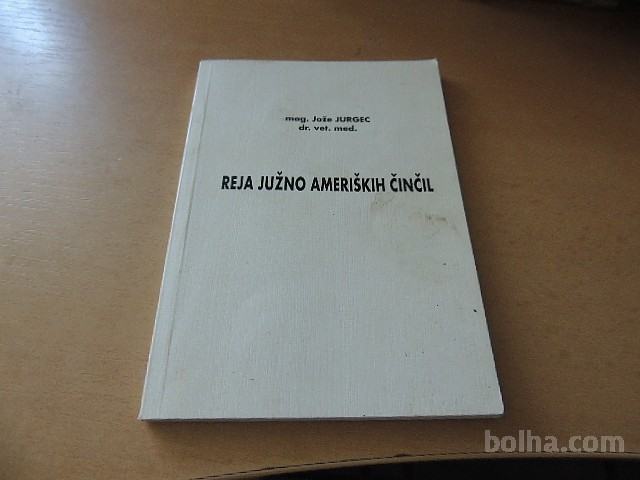 mag. Jože JURGEC
dr. vet. med.
REJA JUŽNO AMERIŠKIH ČINČIL
bolha.com